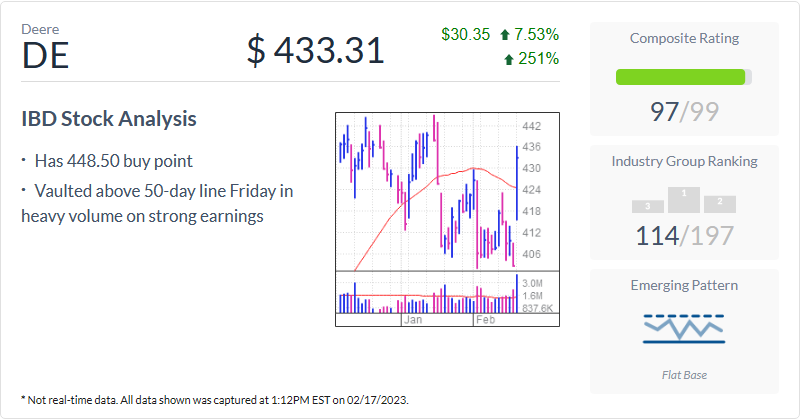 Deere
DE
$ 433.31
$30.35 7.53%
251%
IBD Stock Analysis
· Has 448.50 buy point
· Vaulted above 50-day line Friday in
heavy volume on strong earnings
442
436
430
424
418
412
406
3.0M
1.6M
837.6K
Jan
Feb
Composite Rating
97/99
Industry Group Ranking
3
1
2
114/197
Emerging Pattern
Flat Base
* Not real-time data. All data shown was captured at 1:12PM EST on 02/17/2023.